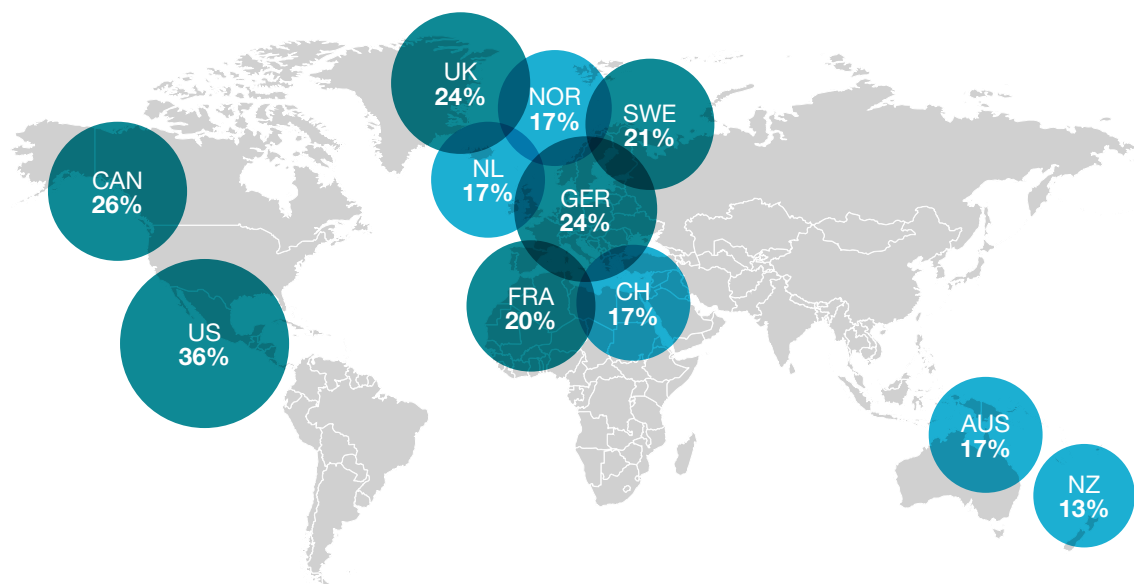 UK
24%
NOR
17%
SWE
21%
CAN
26%
NL
17%
GER
24%
US
36%
FRA
20%
CH
17%
AUS
17%
NZ
13%